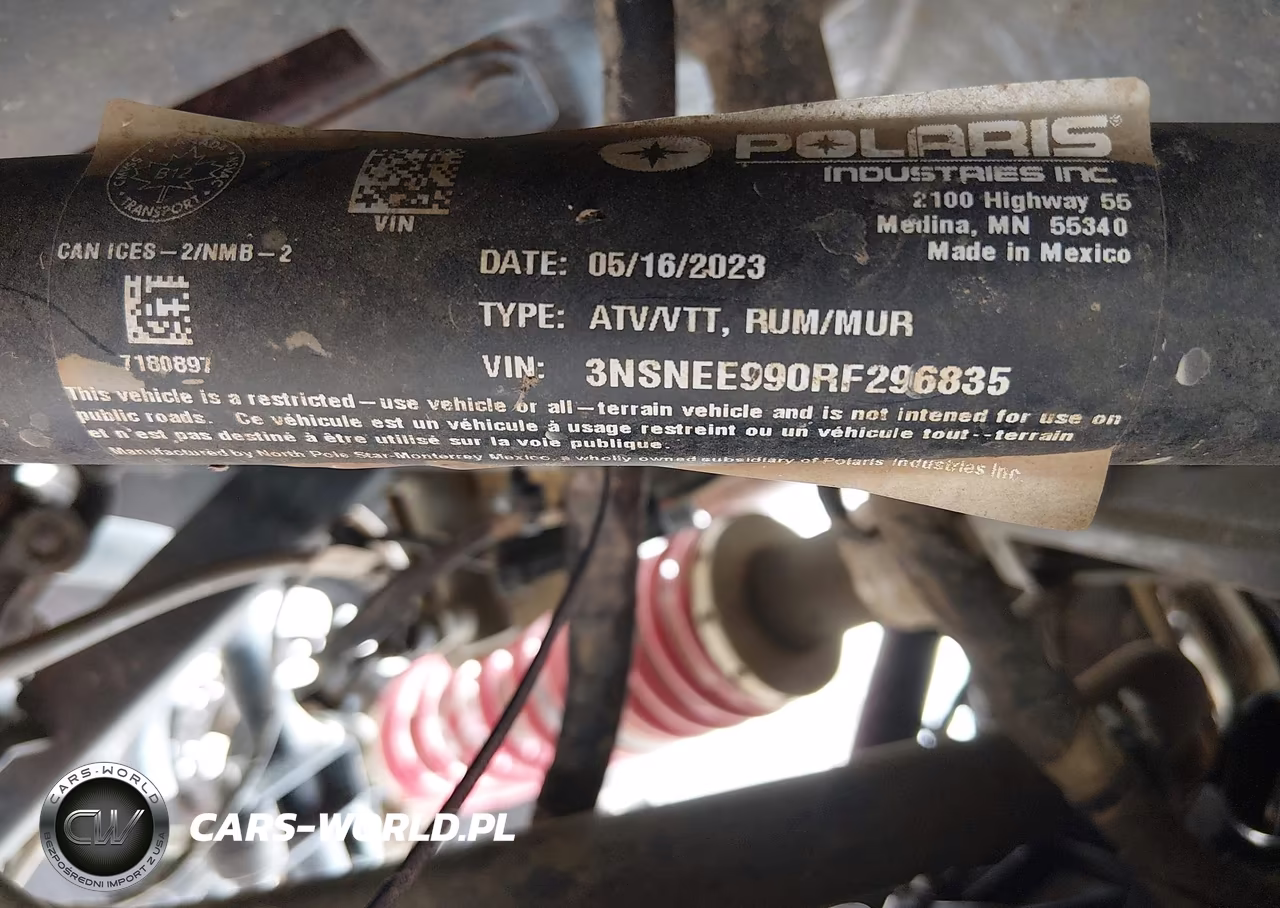 POLARIS
INDUSTRIES INC.
2100 Highway 55
Medina, MN 55340
Made in Mexico
B12
TRANSPORT
VIN
CAN ICES-2/NMB-2
7180897
DATE: 05/16/2023
TYPE: ATV/VTT, RUM/MUR
VIN: 3NSNEE990RF296835
This vehicle is a restricted-use vehicle or all-terrain vehicle and is not intened for use on
public roads. Ce véhicule est un véhicule à usage restreint ou un véhicule tout--terrain
et n'est pas destiné à être utilisé sur la voie publique.
Manufactured by North Pole Star-Monterrey Mexico, a wholly owned subsidiary of Polaris Industries Inc.
CARS-WORLD
CW
BEZPOŚREDNI IMPORT Z USA
CARS-WORLD.PL